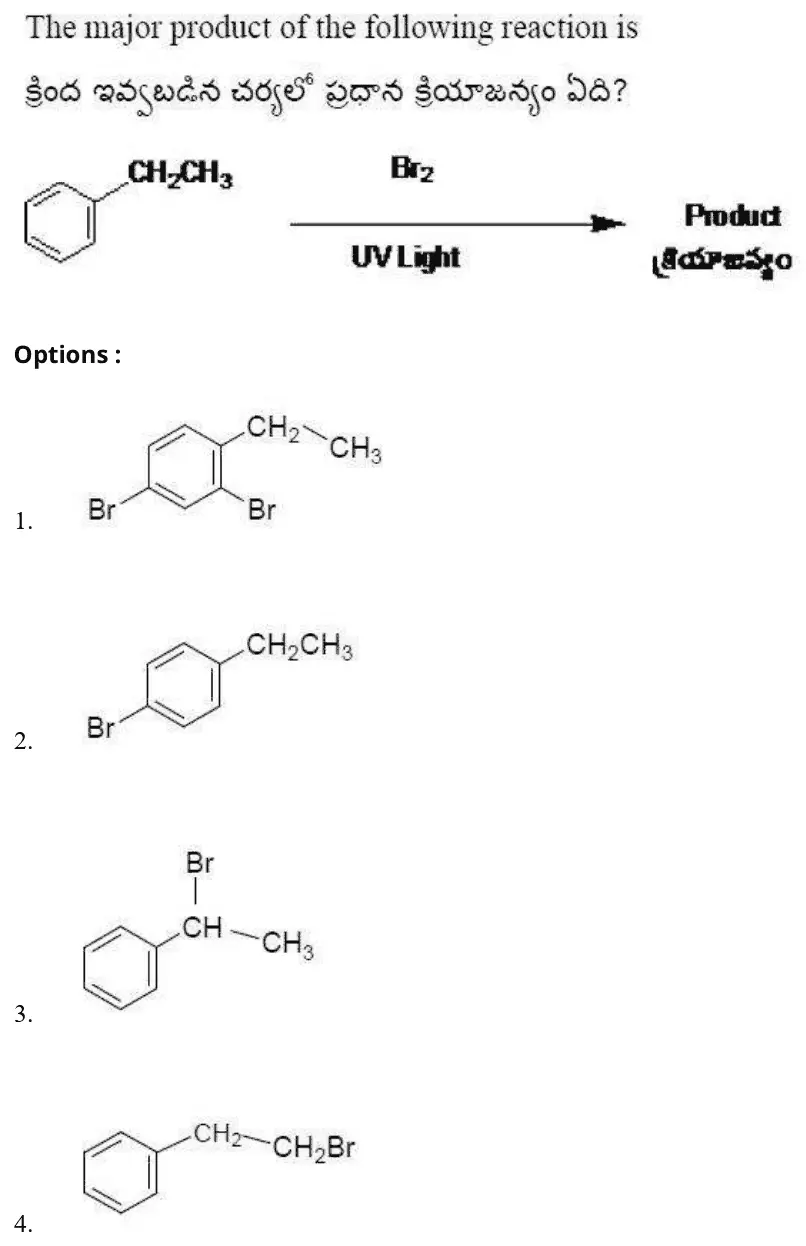 The major product of the following reaction is
క్రింద ఇవ్వబడిన చర్యలో ప్రధాన క్రియాజన్యం ఏది?
CH₂CH₃
Br₂
UV Light
Product
క్రియాజన్యం
Options :
CH₂
CH₃
Br
Br
1.
CH₂CH₃
Br
2.
Br
CH
CH₃
3.
CH₂
CH₂Br
4.